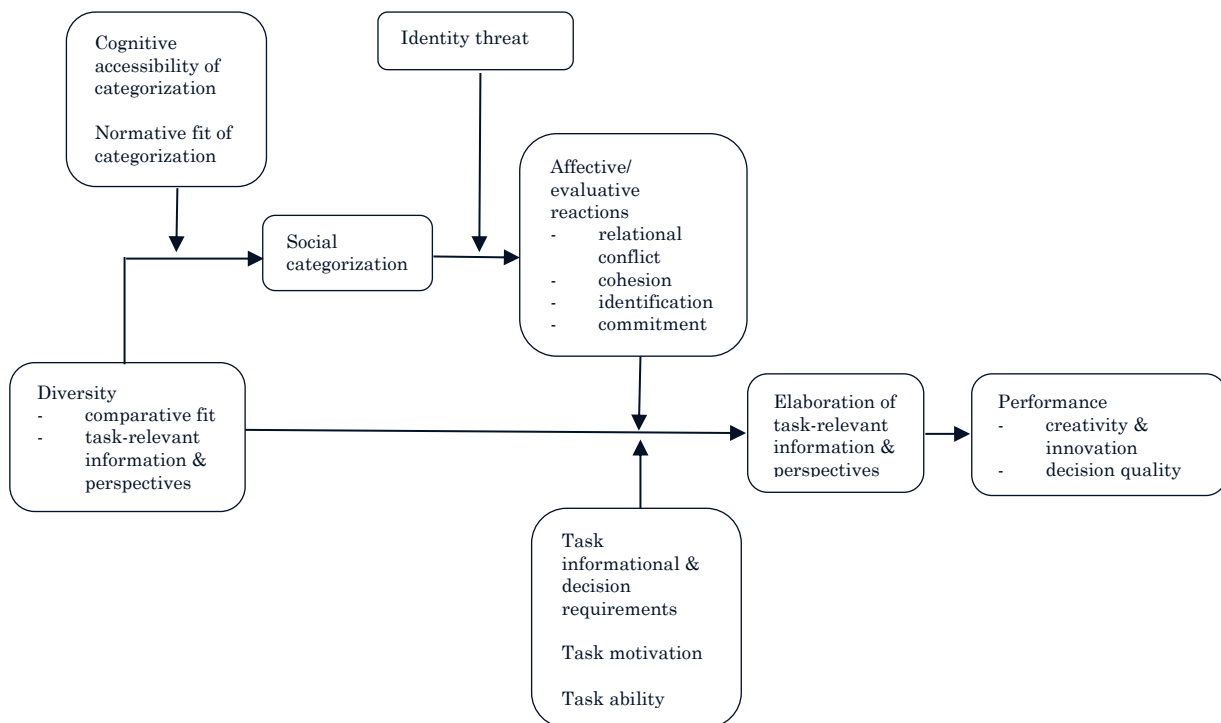 Cognitive
accessibility of
categorization
Normative fit of
categorization
Identity threat
Affective/
evaluative
reactions
- relational
conflict
- cohesion
- identification
- commitment
Social
categorization
Diversity
- comparative fit
- task-relevant
information &
perspectives
Elaboration of
task-relevant
information &
perspectives
Performance
- creativity &
innovation
- decision quality
Task
informational &
decision
requirements
Task motivation
Task ability